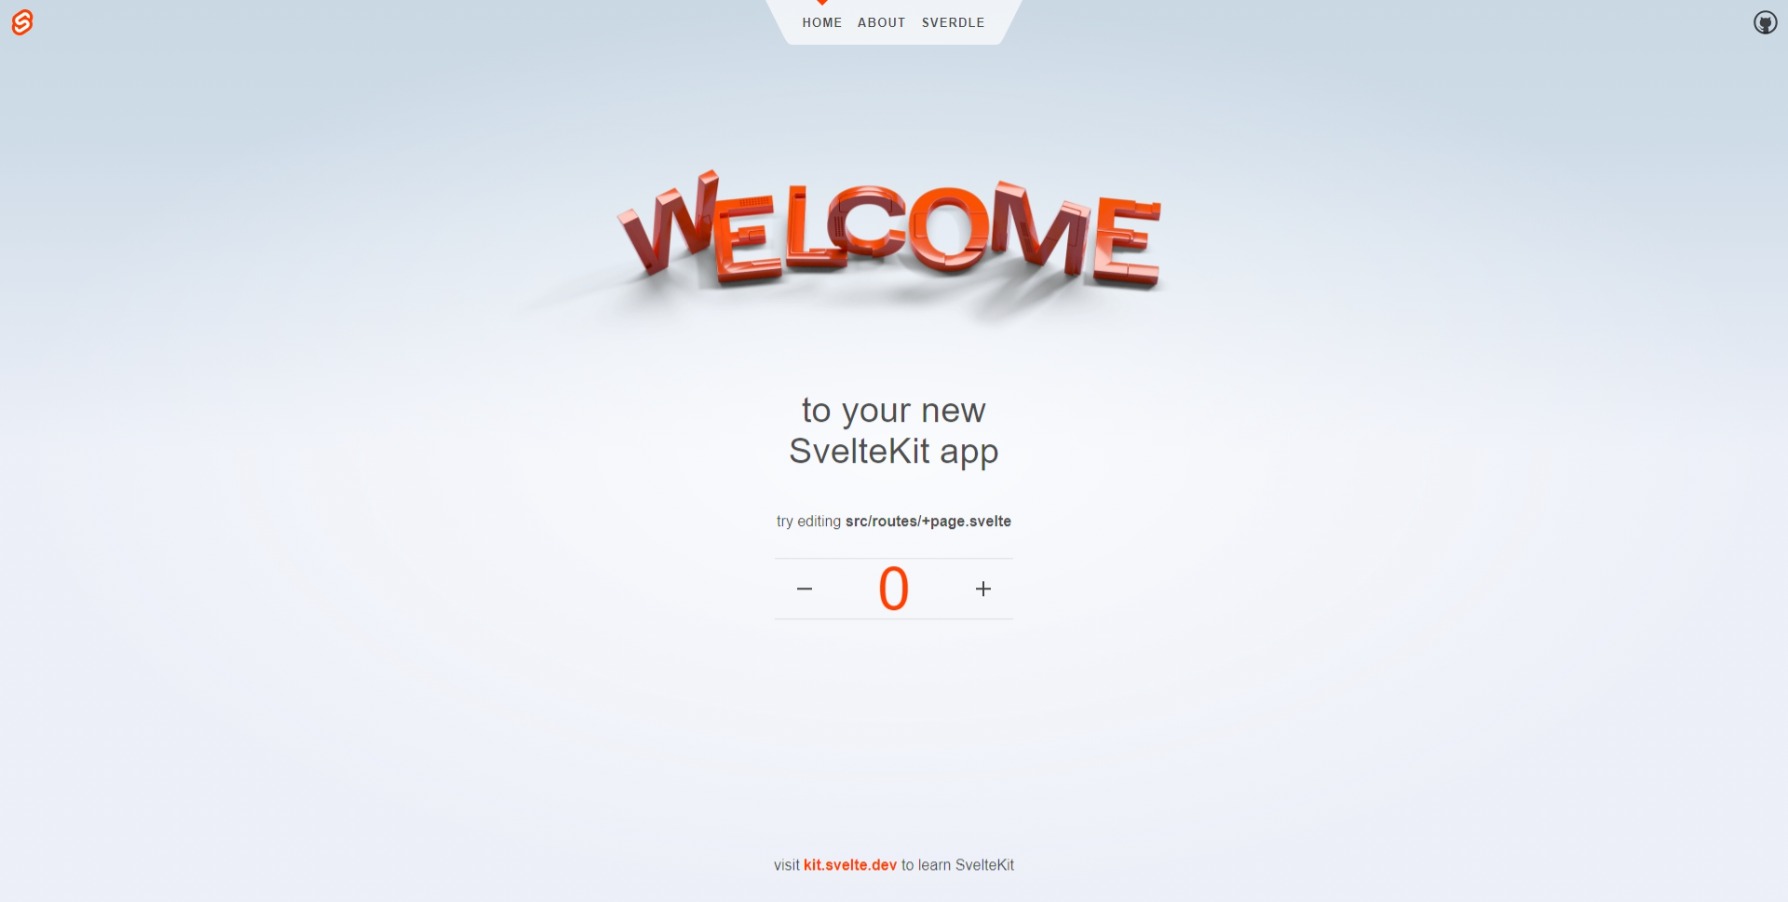 HOME ABOUT SVERDLE
WELCOME
to your new
SvelteKit app
try editing src/routes/+page.svelte
− 0 +
visit kit.svelte.dev to learn SvelteKit